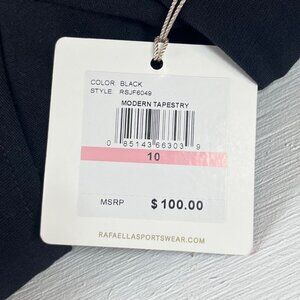 COLOR: BLACK
STYLE: RSJF6049
MODERN TAPESTRY
0 85143 66303 9
10
MSRP $100.00
RAFAELLASPORTSWEAR.COM